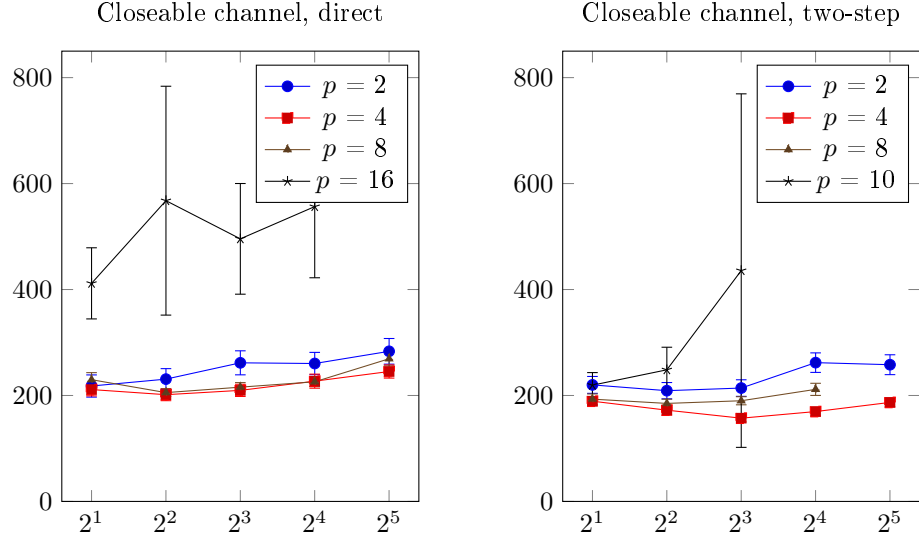 Closeable channel, direct
800
600
400
200
0
2^1 2^2 2^3 2^4 2^5
p = 2
p = 4
p = 8
p = 16
Closeable channel, two-step
800
600
400
200
0
2^1 2^2 2^3 2^4 2^5
p = 2
p = 4
p = 8
p = 10